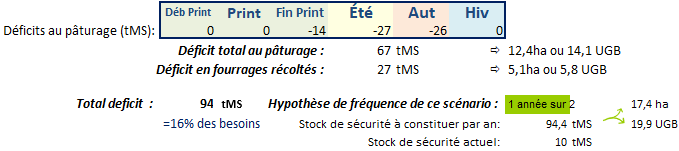 Déb Print Print Fin Print Été Aut Hiv
Déficits au pâturage (tMS): 0 0 -14 -27 -26 0
Déficit total au pâturage : 67 tMS ⇨ 12,4ha ou 14,1 UGB
Déficit en fourrages récoltés : 27 tMS ⇨ 5,1ha ou 5,8 UGB
Total deficit : 94 tMS Hypothèse de fréquence de ce scénario : 1 année sur 2 17,4 ha
=16% des besoins Stock de sécurité à constituer par an: 94,4 tMS 19,9 UGB
Stock de sécurité actuel: 10 tMS